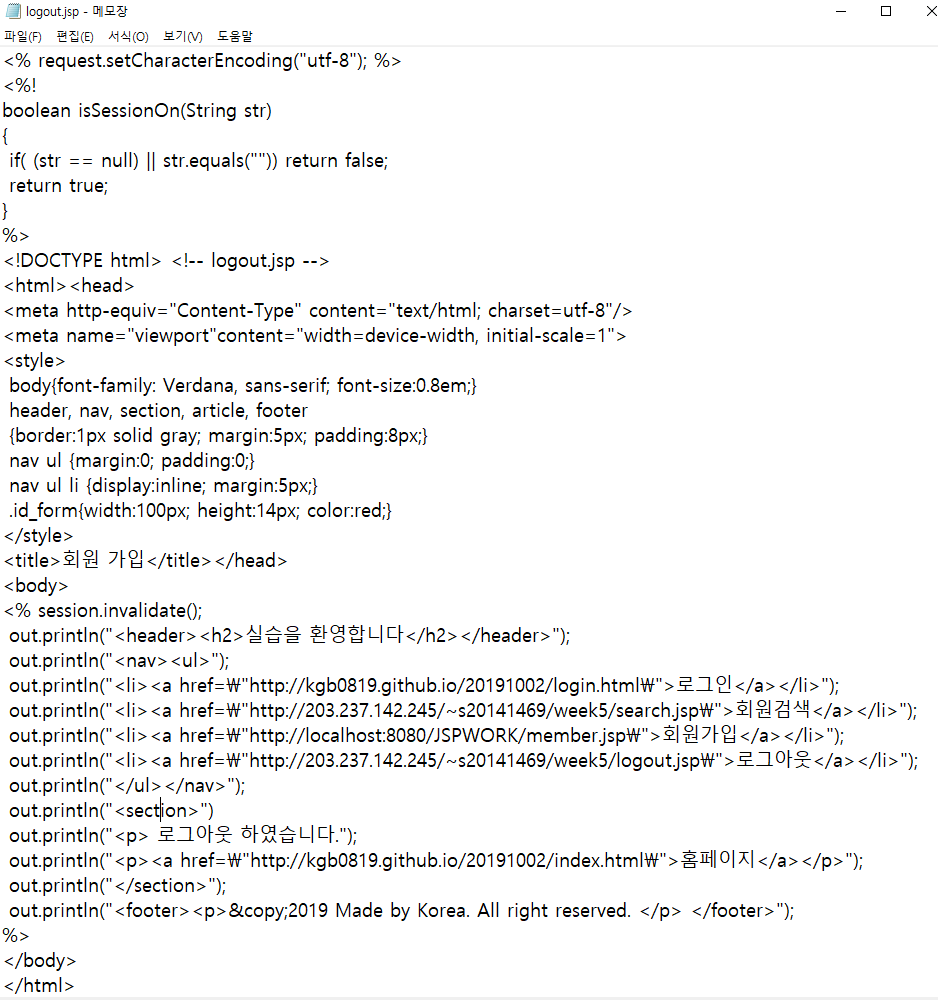 logout.jsp - 메모장
파일(F) 편집(E) 서식(O) 보기(V) 도움말
<% request.setCharacterEncoding("utf-8"); %>
<%!
boolean isSessionOn(String str)
{
 if( (str == null) || str.equals("")) return false;
 return true;
}
%>
<!DOCTYPE html> <!-- logout.jsp -->
<html><head>
<meta http-equiv="Content-Type" content="text/html; charset=utf-8"/>
<meta name="viewport"content="width=device-width, initial-scale=1">
<style>
 body{font-family: Verdana, sans-serif; font-size:0.8em;}
 header, nav, section, article, footer
 {border:1px solid gray; margin:5px; padding:8px;}
 nav ul {margin:0; padding:0;}
 nav ul li {display:inline; margin:5px;}
 .id_form{width:100px; height:14px; color:red;}
</style>
<title>회원 가입</title></head>
<body>
<% session.invalidate();
 out.println("<header><h2>실습을 환영합니다</h2></header>");
 out.println("<nav><ul>");
 out.println("<li><a href=₩"http://kgb0819.github.io/20191002/login.html₩">로그인</a></li>");
 out.println("<li><a href=₩"http://203.237.142.245/~s20141469/week5/search.jsp₩">회원검색</a></li>");
 out.println("<li><a href=₩"http://localhost:8080/JSPWORK/member.jsp₩">회원가입</a></li>");
 out.println("<li><a href=₩"http://203.237.142.245/~s20141469/week5/logout.jsp₩">로그아웃</a></li>");
 out.println("</ul></nav>");
 out.println("<section>")
 out.println("<p> 로그아웃 하였습니다.");
 out.println("<p><a href=₩"http://kgb0819.github.io/20191002/index.html₩">홈페이지</a></p>");
 out.println("</section>");
 out.println("<footer><p>&copy;2019 Made by Korea. All right reserved. </p> </footer>");
%>
</body>
</html>